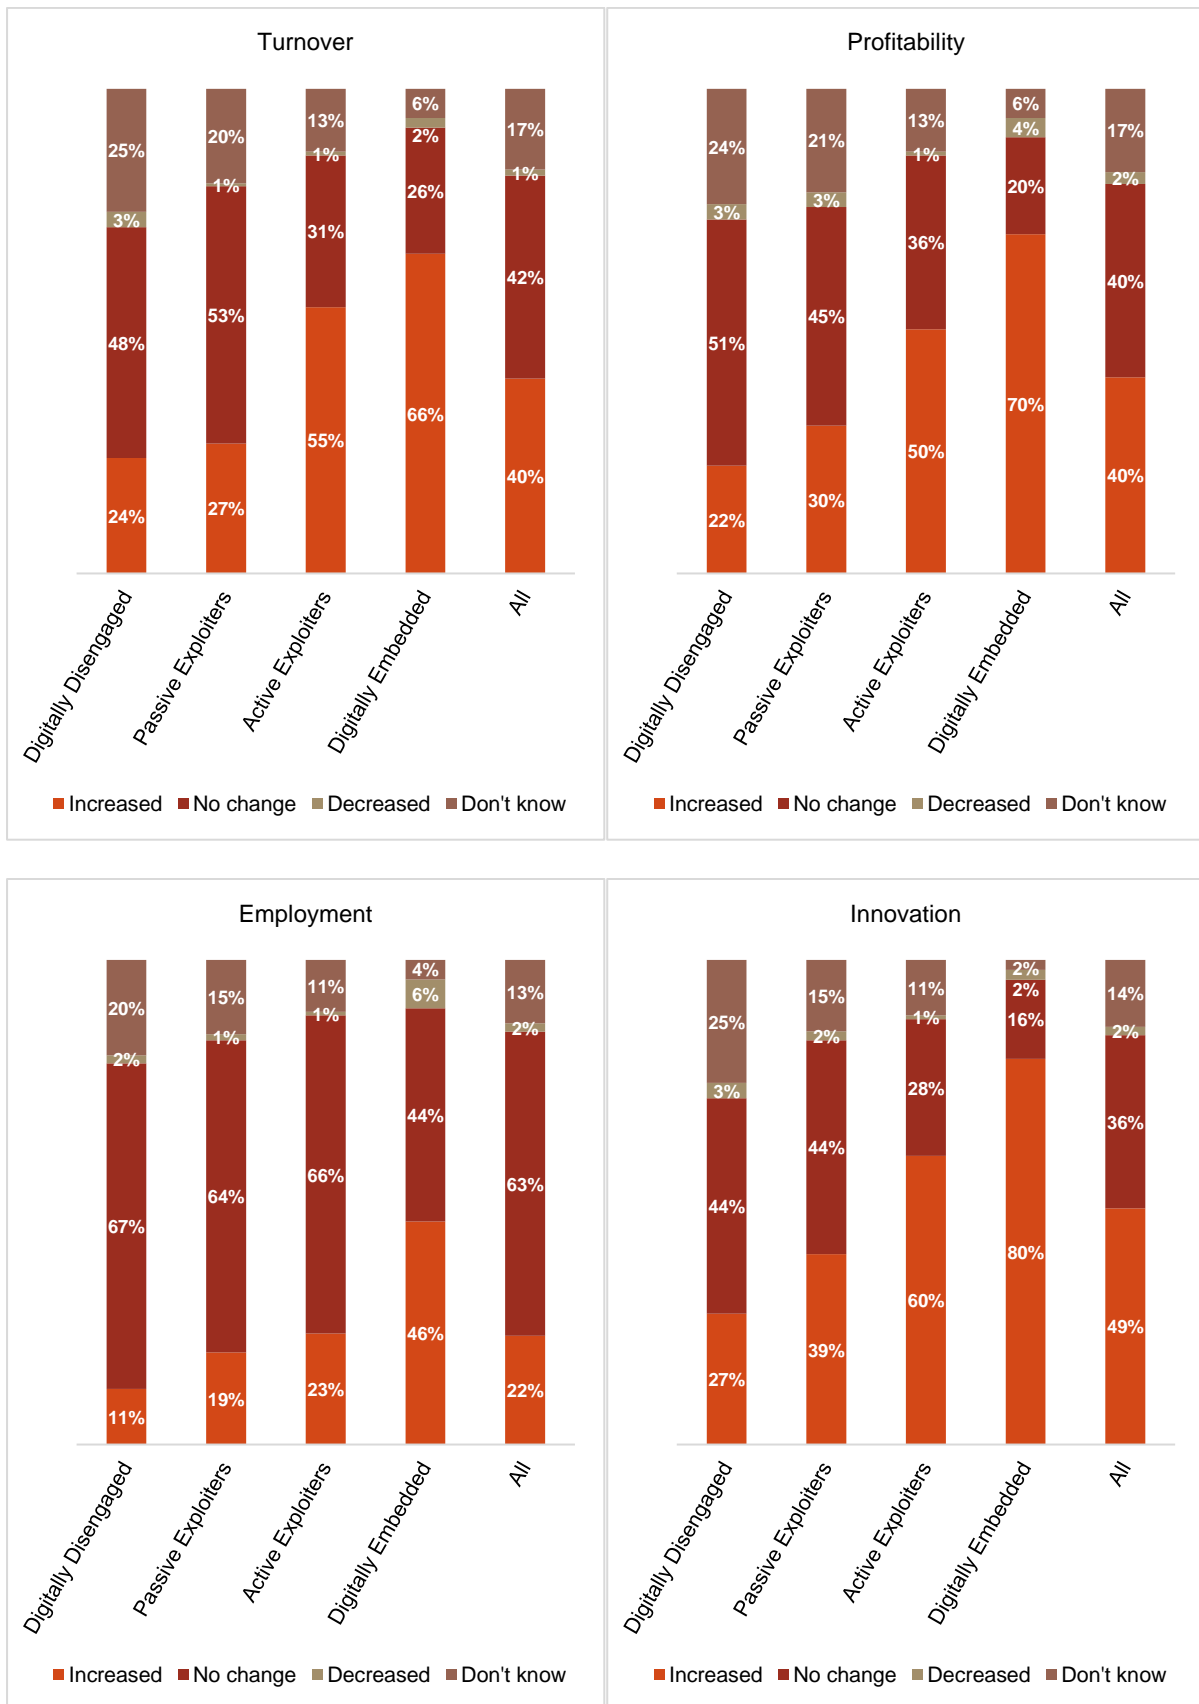 Turnover
25%
20%
13%
6%
17%
3%
1%
1%
2%
1%
48%
53%
31%
26%
42%
24%
27%
55%
66%
40%
Digitally Disengaged
Passive Exploiters
Active Exploiters
Digitally Embedded
All
Increased No change Decreased Don't know
Profitability
24%
21%
13%
6%
17%
3%
3%
1%
4%
2%
51%
45%
36%
20%
40%
22%
30%
50%
70%
40%
Digitally Disengaged
Passive Exploiters
Active Exploiters
Digitally Embedded
All
Increased No change Decreased Don't know
Employment
20%
15%
11%
4%
13%
2%
1%
1%
6%
2%
67%
64%
66%
44%
63%
11%
19%
23%
46%
22%
Digitally Disengaged
Passive Exploiters
Active Exploiters
Digitally Embedded
All
Increased No change Decreased Don't know
Innovation
25%
15%
11%
2%
14%
3%
2%
1%
2%
2%
44%
44%
28%
16%
36%
27%
39%
60%
80%
49%
Digitally Disengaged
Passive Exploiters
Active Exploiters
Digitally Embedded
All
Increased No change Decreased Don't know